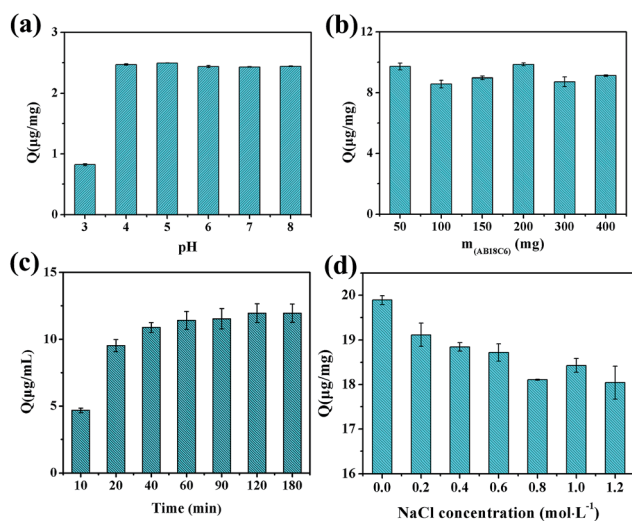 (a)
3
2
1
0
Q(μg/mg)
3 4 5 6 7 8
pH
(b)
12
9
6
3
0
Q(μg/mg)
50 100 150 200 300 400
m(AB18C6) (mg)
(c)
15
10
5
0
Q(μg/mL)
10 20 40 60 90 120 180
Time (min)
(d)
20
19
18
17
16
Q(μg/mg)
0.0 0.2 0.4 0.6 0.8 1.0 1.2
NaCl concentration (mol·L⁻¹)